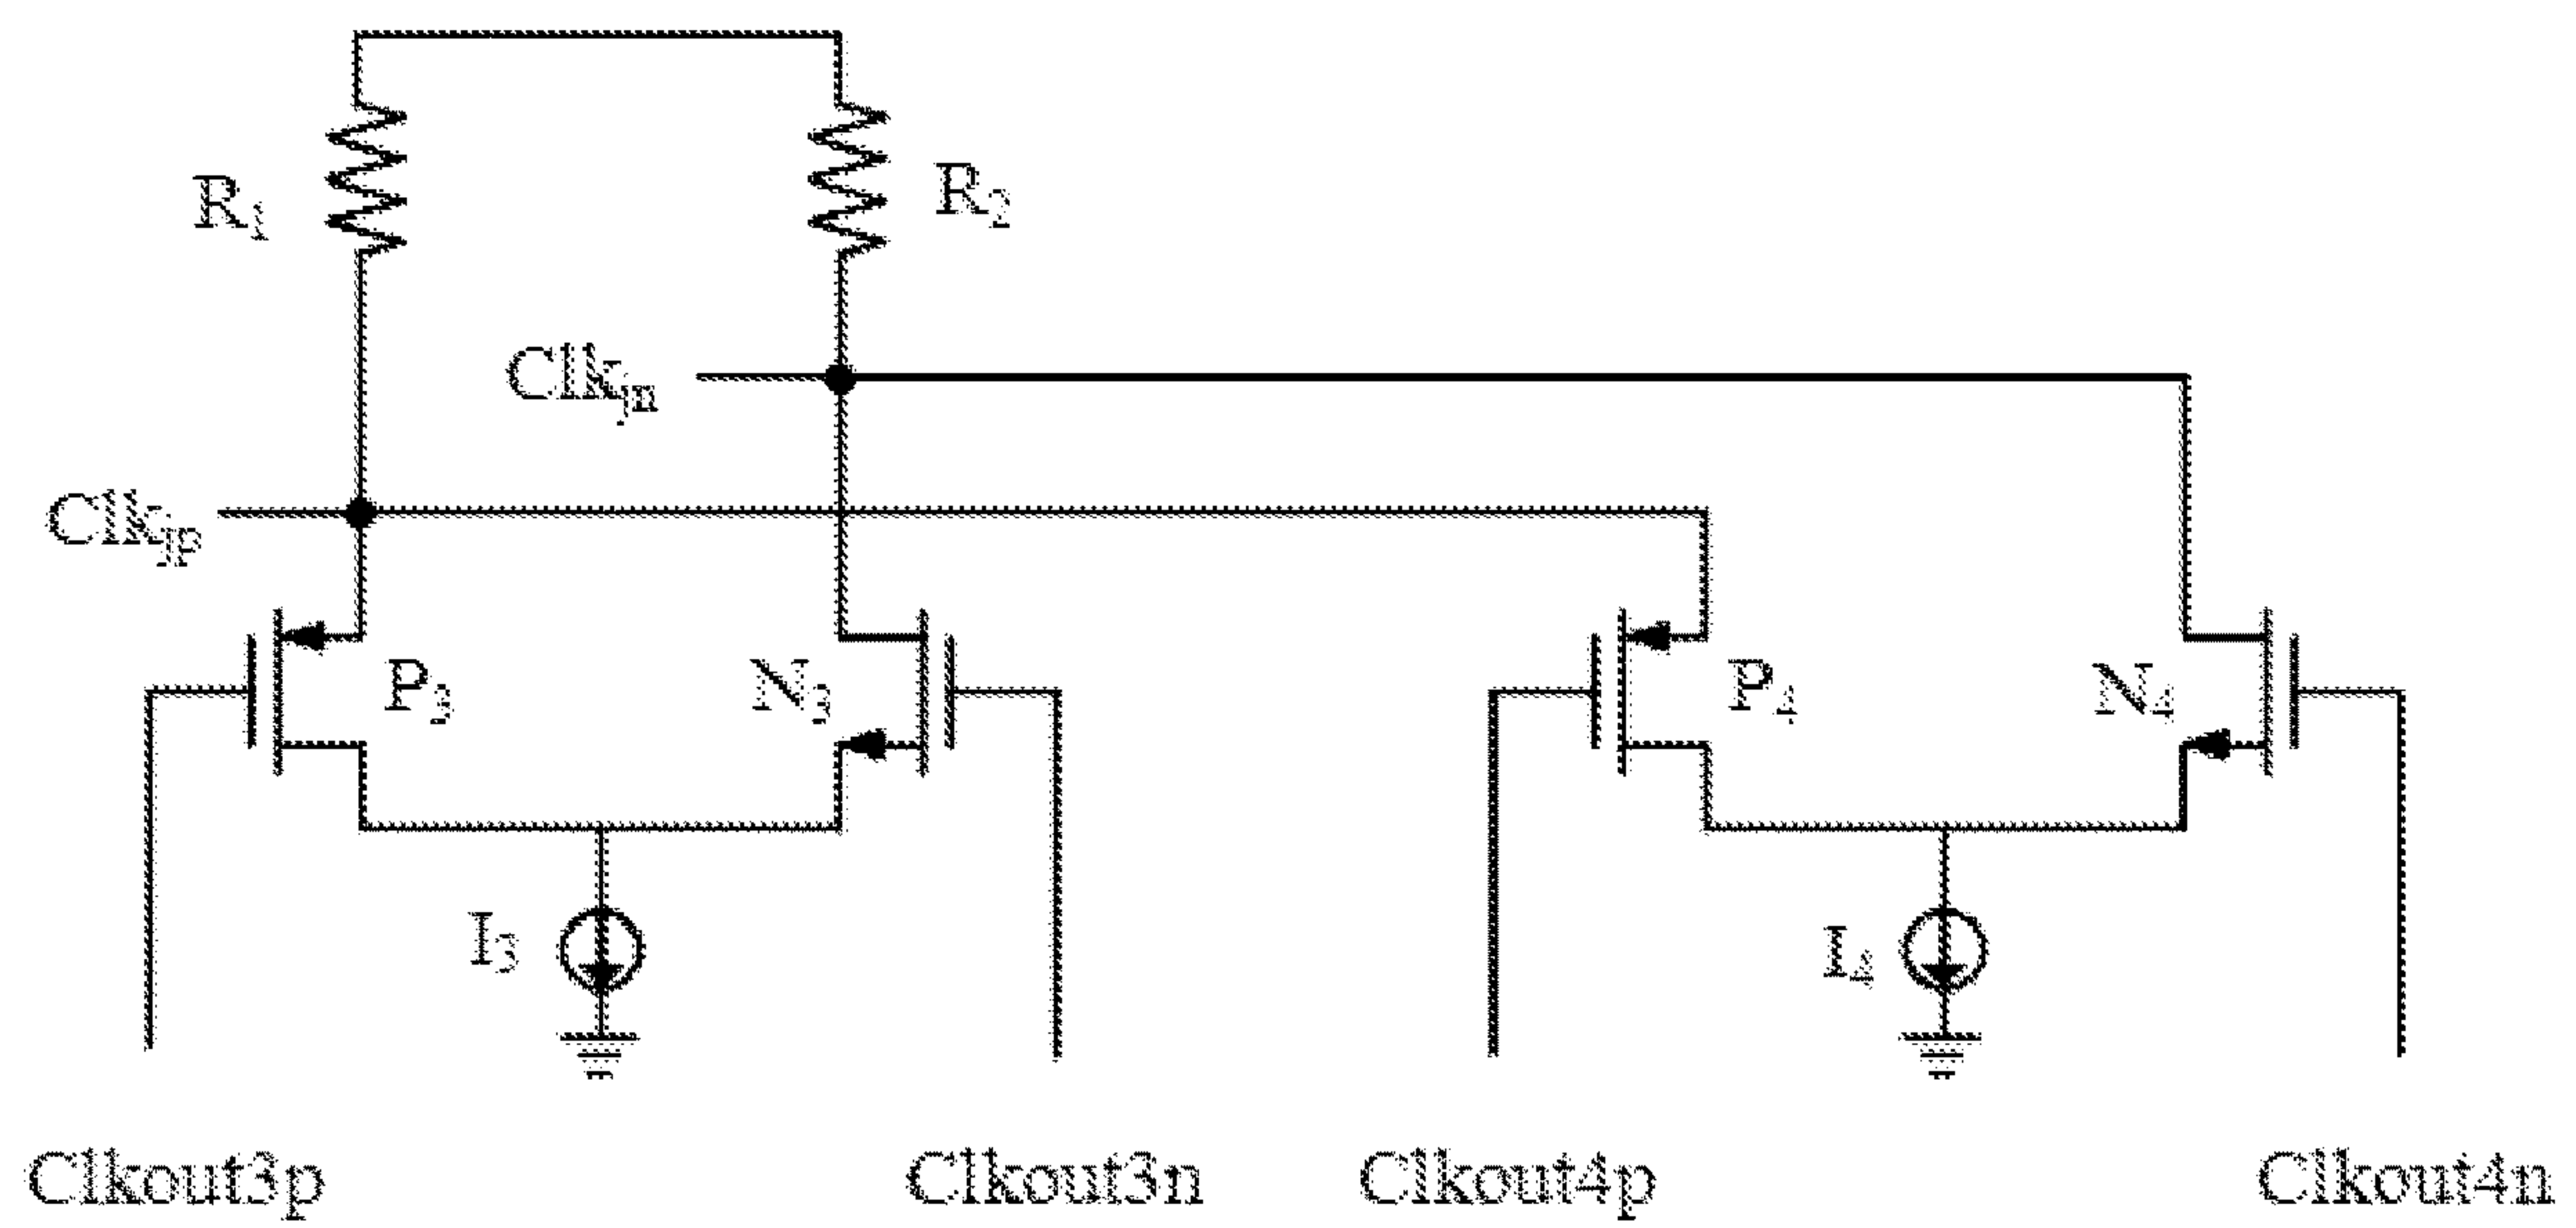 R1
R2
Clkjn
Clkjp
P3
N3
P4
N4
I3
I4
Clkout3p
Clkout3n
Clkout4p
Clkout4n